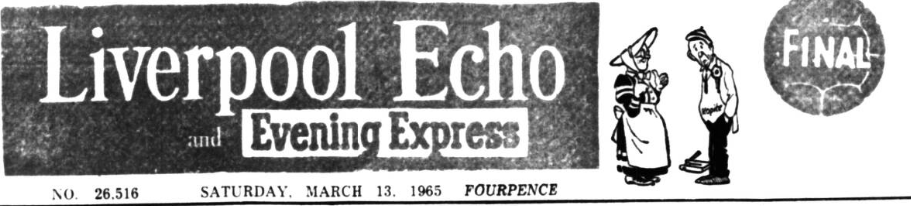 Liverpool Echo
and Evening Express
FINAL
NO. 26,516 SATURDAY, MARCH 13, 1965 FOURPENCE